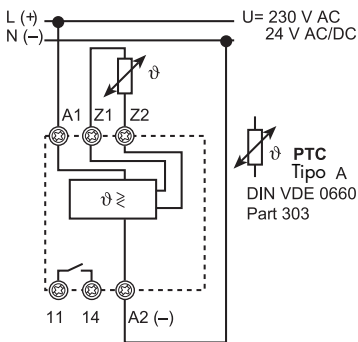 L (+)
U= 230 V AC
N (–)
24 V AC/DC
ϑ
A1 Z1 Z2
ϑ PTC
Tipo A
DIN VDE 0660
Part 303
ϑ ≷
11 14 A2 (–)